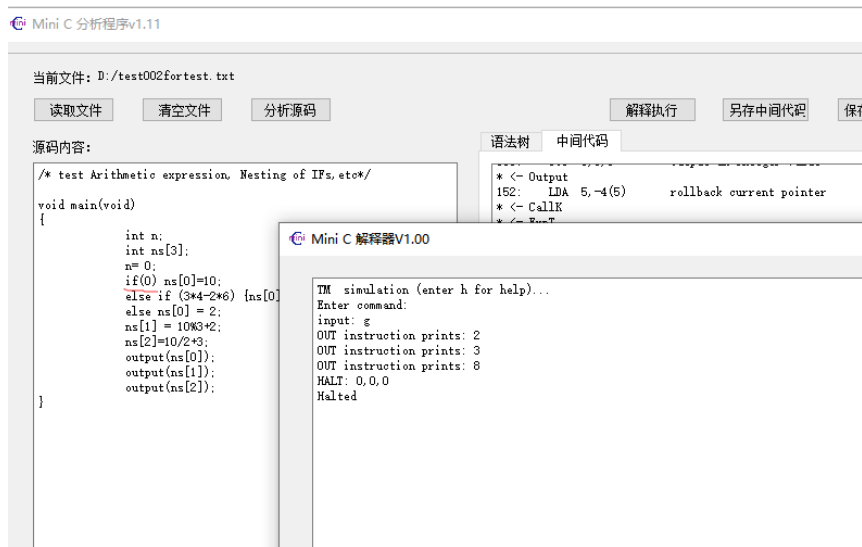 Mini C 分析程序v1.11
当前文件: D:/test002fortest.txt
读取文件 清空文件 分析源码 解释执行 另存中间代码
源码内容:
语法树 中间代码
/* test Arithmetic expression, Nesting of IFs,etc*/
void main(void)
{
int n;
int ns[3];
n= 0;
if(0) ns[0]=10;
else if (3*4-2*6) {ns[0]
else ns[0] = 2;
ns[1] = 10%3+2;
ns[2]=10/2+3;
output(ns[0]);
output(ns[1]);
output(ns[2]);
}
* <- Output
152: LDA 5,-4(5) rollback current pointer
* <- CallK
Mini C 解释器V1.00
TM simulation (enter h for help)...
Enter command:
input: g
OUT instruction prints: 2
OUT instruction prints: 3
OUT instruction prints: 8
HALT: 0,0,0
Halted